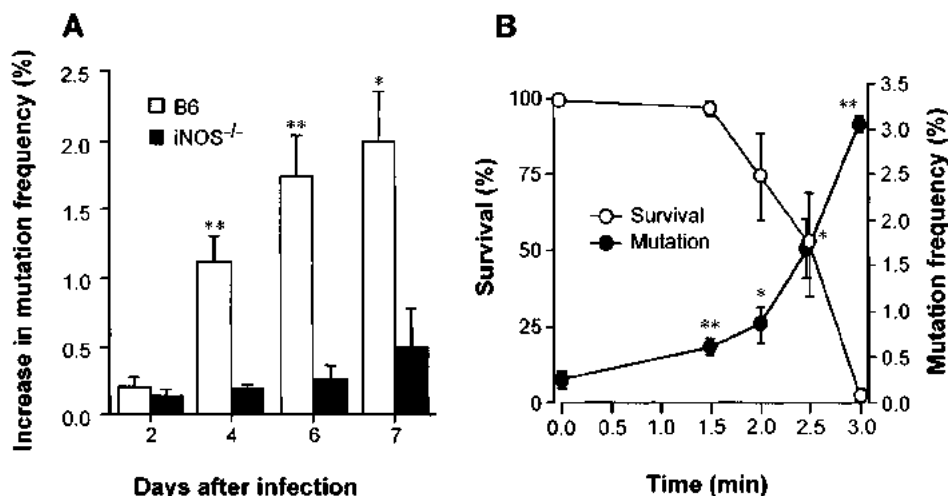 A
Increase in mutation frequency (%)
2.5
2.0
1.5
1.0
0.5
0.0
B6
iNOS⁻/⁻
**
**
*
2 4 6 7
Days after infection
B
Survival (%)
100
75
50
25
0
Survival
Mutation
**
*
*
**
3.5
3.0
2.5
2.0
1.5
1.0
0.5
0.0
Mutation frequency (%)
0.0 0.5 1.0 1.5 2.0 2.5 3.0
Time (min)